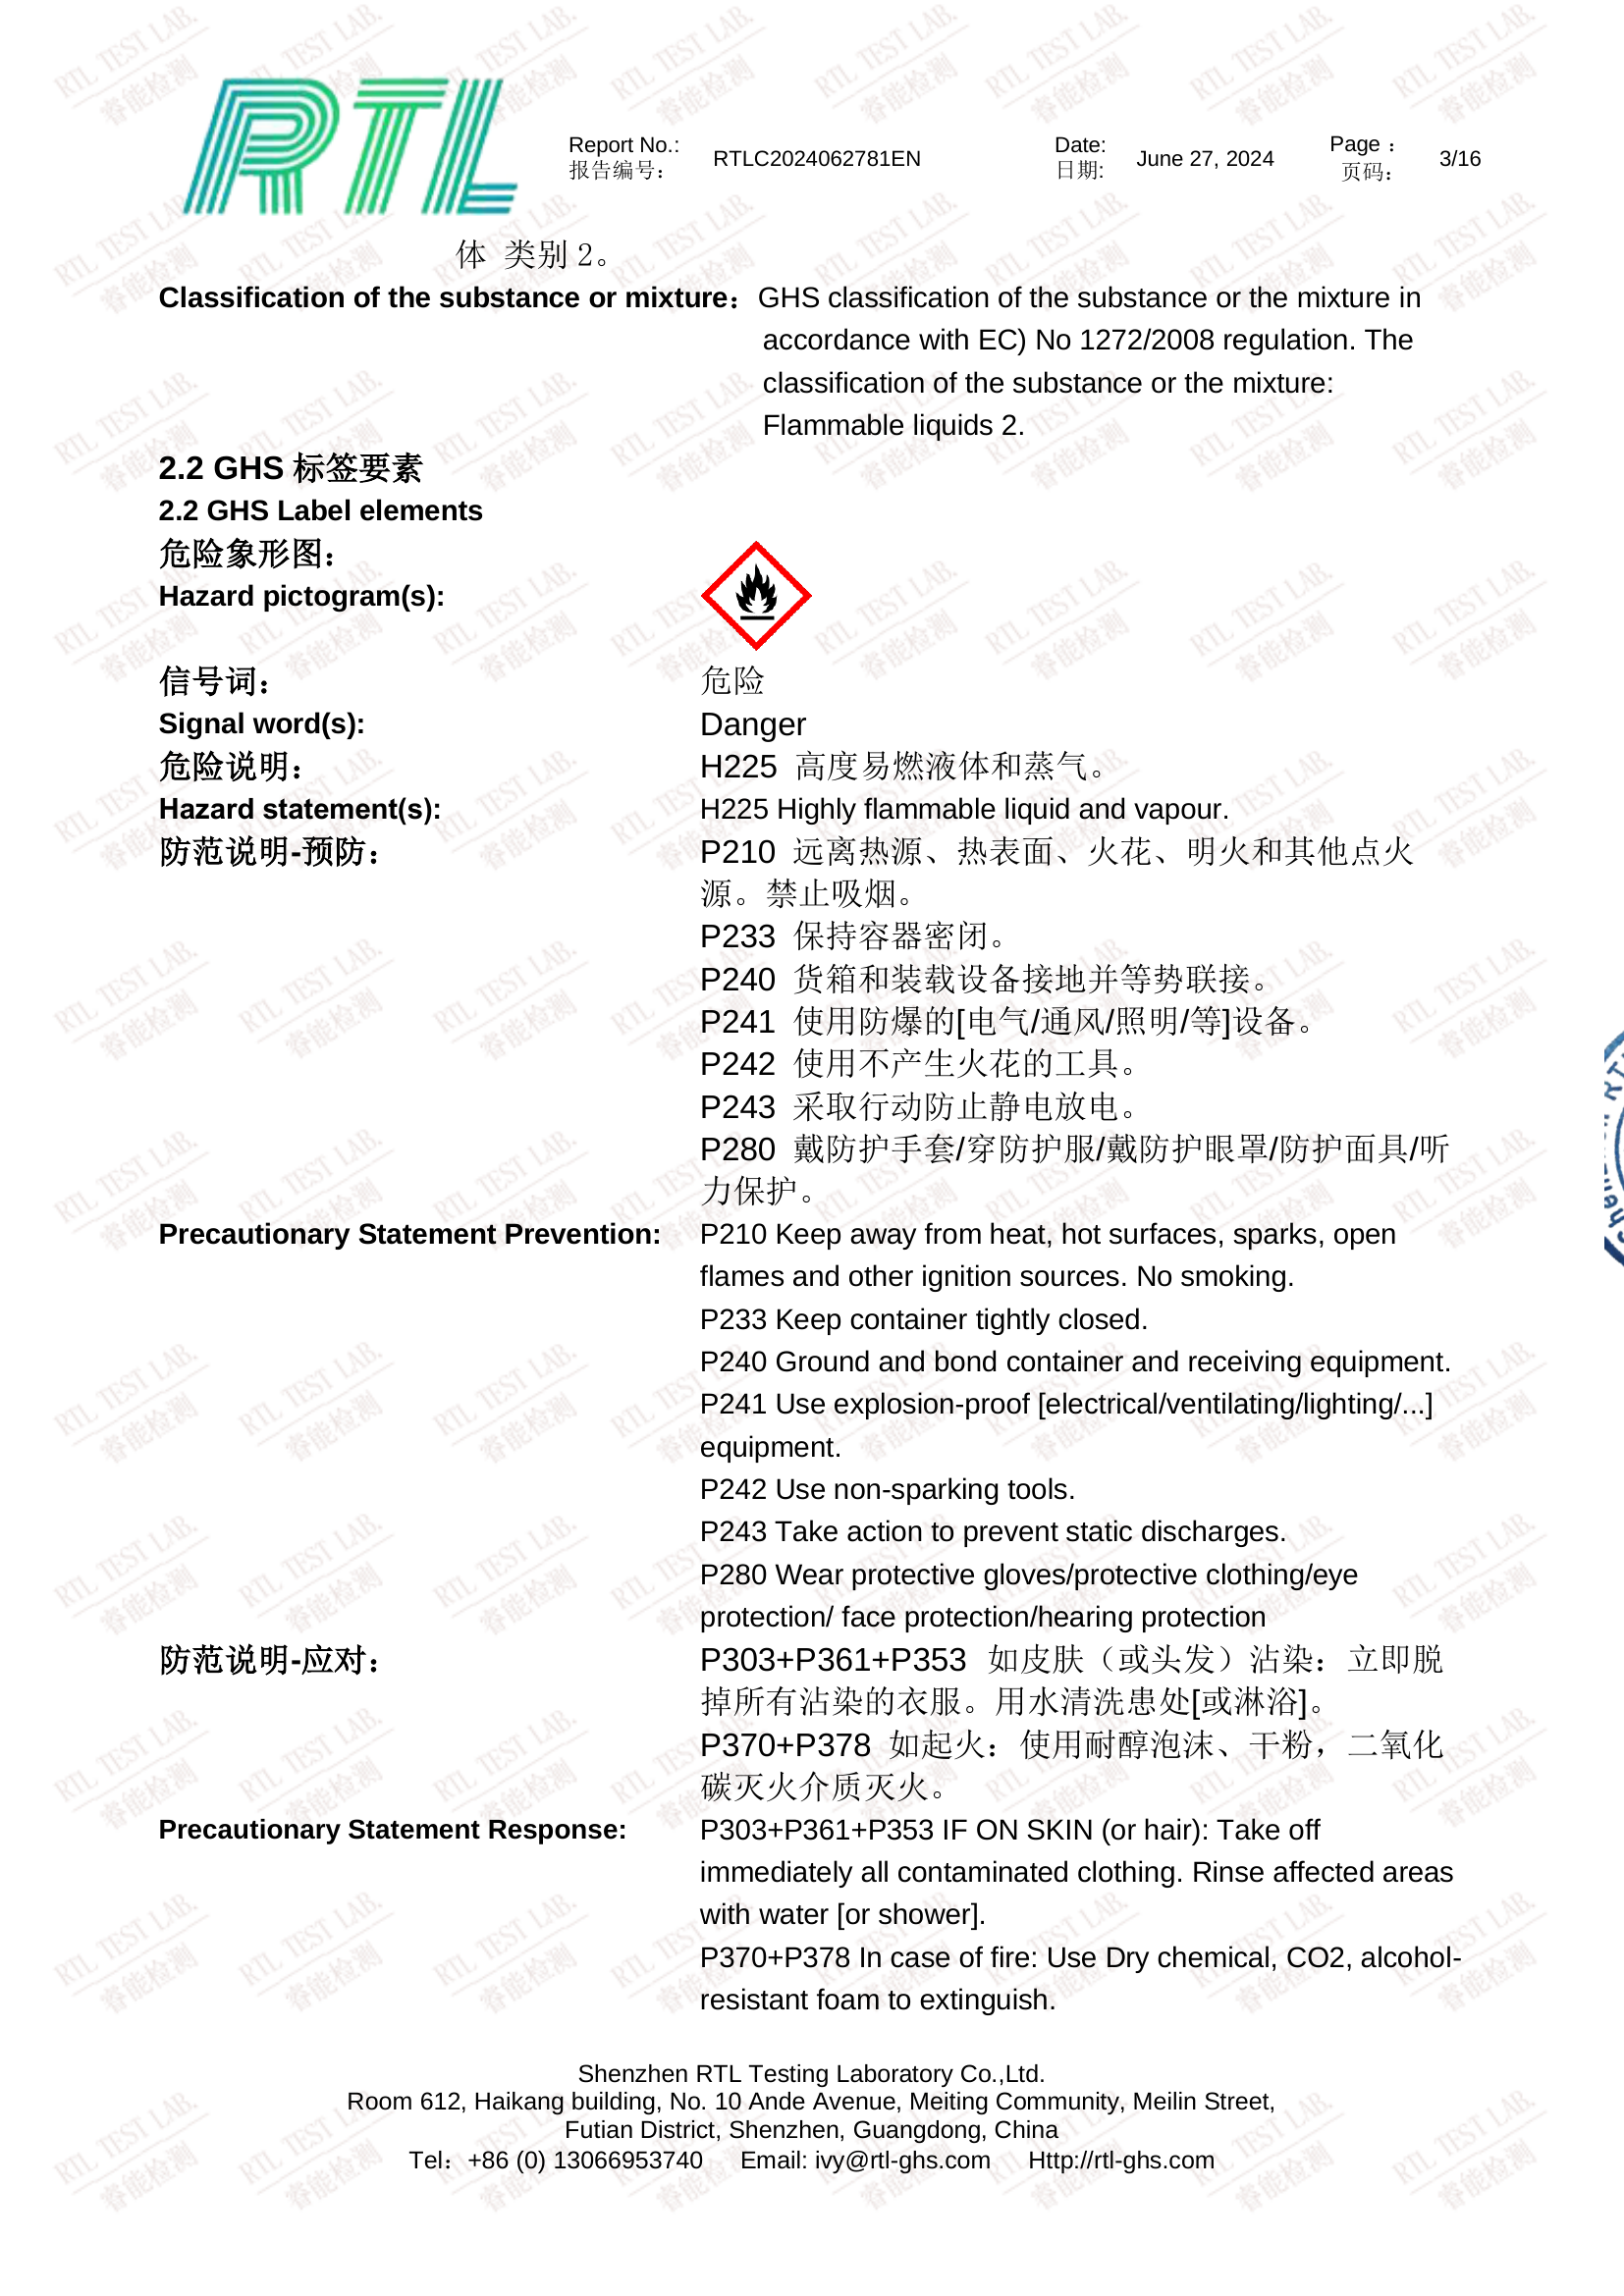 RTL
Report No.:
报告编号：
RTLC2024062781EN
Date:
日期:
June 27, 2024
Page ：
页码：
3/16
体 类别 2。
Classification of the substance or mixture：GHS classification of the substance or the mixture in
accordance with EC) No 1272/2008 regulation. The
classification of the substance or the mixture:
Flammable liquids 2.
2.2 GHS 标签要素
2.2 GHS Label elements
危险象形图：
Hazard pictogram(s):
信号词： 危险
Signal word(s): Danger
危险说明： H225 高度易燃液体和蒸气。
Hazard statement(s): H225 Highly flammable liquid and vapour.
防范说明-预防： P210 远离热源、热表面、火花、明火和其他点火
源。禁止吸烟。
P233 保持容器密闭。
P240 货箱和装载设备接地并等势联接。
P241 使用防爆的[电气/通风/照明/等]设备。
P242 使用不产生火花的工具。
P243 采取行动防止静电放电。
P280 戴防护手套/穿防护服/戴防护眼罩/防护面具/听
力保护。
Precautionary Statement Prevention: P210 Keep away from heat, hot surfaces, sparks, open
flames and other ignition sources. No smoking.
P233 Keep container tightly closed.
P240 Ground and bond container and receiving equipment.
P241 Use explosion-proof [electrical/ventilating/lighting/...]
equipment.
P242 Use non-sparking tools.
P243 Take action to prevent static discharges.
P280 Wear protective gloves/protective clothing/eye
protection/ face protection/hearing protection
防范说明-应对： P303+P361+P353 如皮肤（或头发）沾染：立即脱
掉所有沾染的衣服。用水清洗患处[或淋浴]。
P370+P378 如起火：使用耐醇泡沫、干粉，二氧化
碳灭火介质灭火。
Precautionary Statement Response: P303+P361+P353 IF ON SKIN (or hair): Take off
immediately all contaminated clothing. Rinse affected areas
with water [or shower].
P370+P378 In case of fire: Use Dry chemical, CO2, alcohol-
resistant foam to extinguish.
Shenzhen RTL Testing Laboratory Co.,Ltd.
Room 612, Haikang building, No. 10 Ande Avenue, Meiting Community, Meilin Street,
Futian District, Shenzhen, Guangdong, China
Tel：+86 (0) 13066953740 Email: ivy@rtl-ghs.com Http://rtl-ghs.com
RTL TEST LAB.
睿能检测